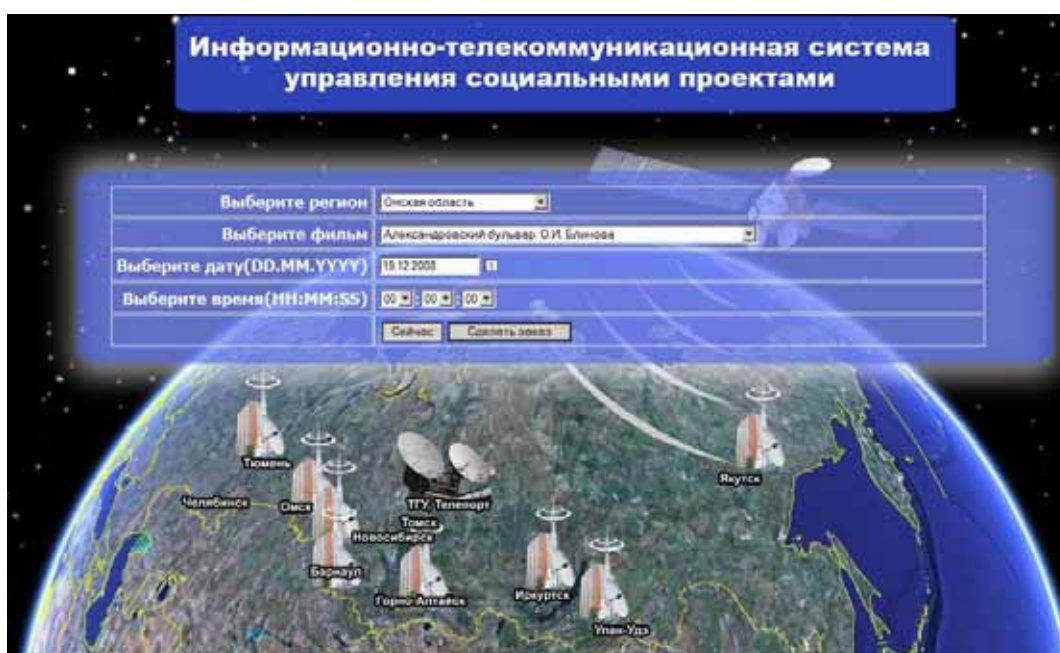 Информационно-телекоммуникационная система
управления социальными проектами
Выберите регион Омская область
Выберите фильм Александровский бульвар. О.И. Блинова
Выберите дату(DD.MM.YYYY) 19.12.2008
Выберите время(HH:MM:SS) 00 : 00 : 00
Сейчас Сделать заказ
Тюмень
Якутск
Челябинск
Омск
ТГУ, Телепорт
Томск
Новосибирск
Барнаул
Горно-Алтайск
Иркуртск
Улан-Удэ